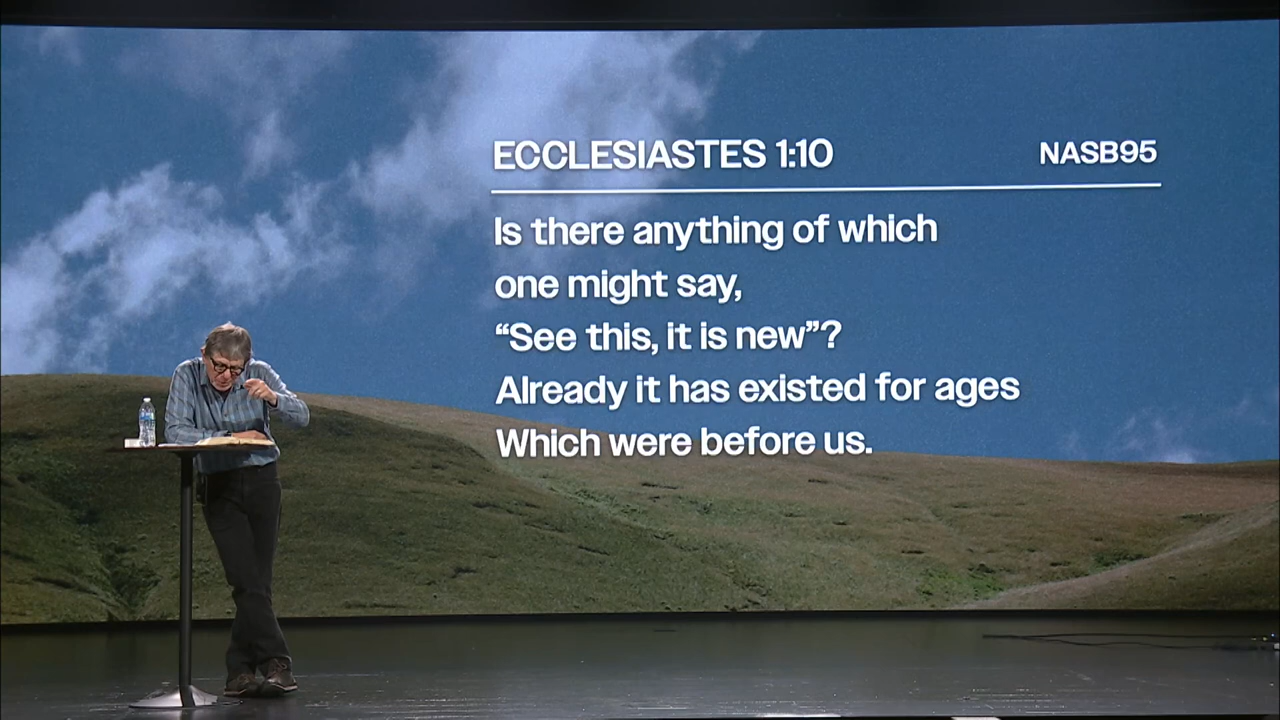 ECCLESIASTES 1:10 NASB95
Is there anything of which
one might say,
“See this, it is new”?
Already it has existed for ages
Which were before us.